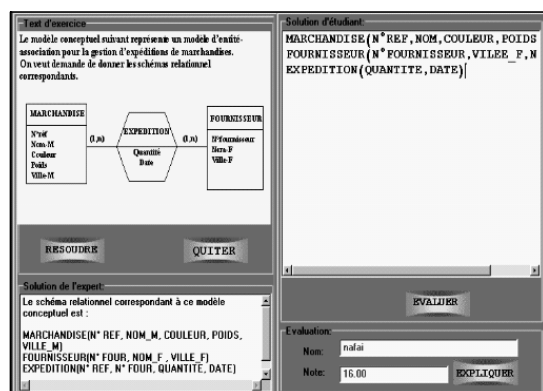 Text d'exercice
Le modèle conceptuel suivant représente un modèle d'entité-
association pour la gestion d'expéditions de marchandises.
On veut demande de donner les schémas relationnel
correspondants.
MARCHANDISE
N°réf
Nom-M
Couleur
Poids
Ville-M
(1,n)
EXPEDITION
Quantité
Date
(1,n)
FOURNISSEUR
N°fournisseur
Nom-F
Ville-F
RESOUDRE
QUITER
Solution de l'expert:
Le schéma relationnel correspondant à ce modèle
conceptuel est :
MARCHANDISE(N° REF, NOM_M, COULEUR, POIDS,
VILLE_M)
FOURNISSEUR(N° FOUR, NOM_F , VILLE_F)
EXPEDITION(N° REF, N° FOUR, QUANTITE, DATE)
Solution d'étudiant:
MARCHANDISE(N°REF,NOM,COULEUR,POIDS
FOURNISSEUR(N°FOURNISSEUR,VILEE_F,N
EXPEDITION(QUANTITE,DATE)
EVALUER
Evaluation:
Nom:
nafai
Note:
16.00
EXPLIQUER